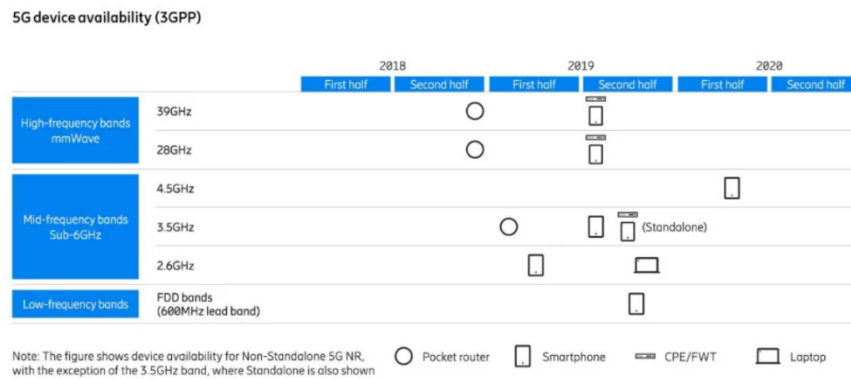 5G device availability (3GPP)
2018 2019 2020
First half Second half First half Second half First half Second half
High-frequency bands
mmWave
39GHz
28GHz
Mid-frequency bands
Sub-6GHz
4.5GHz
3.5GHz
(Standalone)
2.6GHz
Low-frequency bands
FDD bands
(600MHz lead band)
Note: The figure shows device availability for Non-Standalone 5G NR,
with the exception of the 3.5GHz band, where Standalone is also shown
Pocket router Smartphone CPE/FWT Laptop